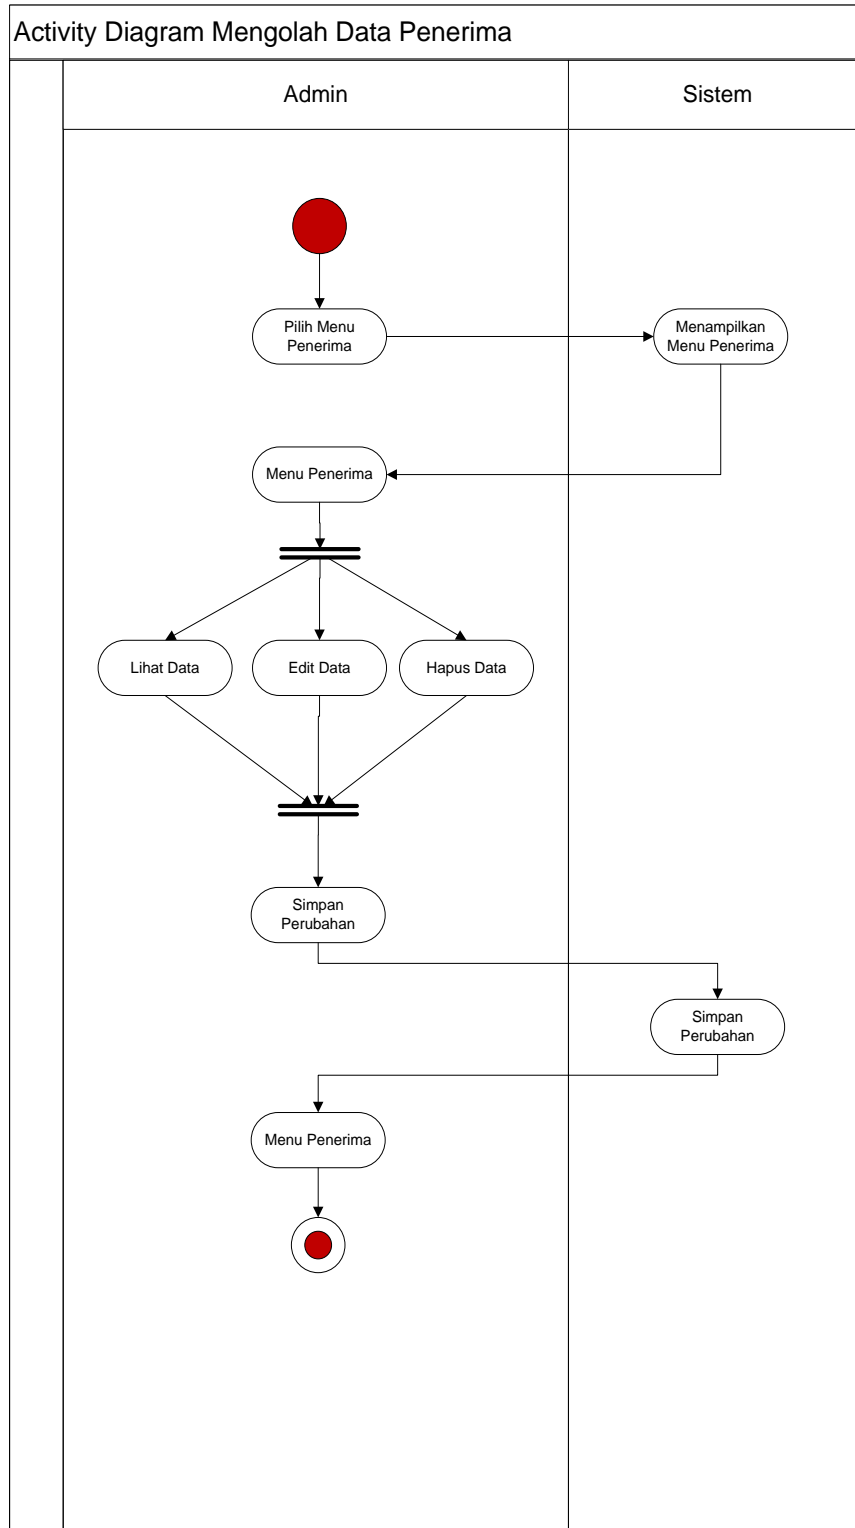 Activity Diagram Mengolah Data Penerima
Admin
Sistem
Pilih Menu
Penerima
Menampilkan
Menu Penerima
Menu Penerima
Lihat Data
Edit Data
Hapus Data
Simpan
Perubahan
Simpan
Perubahan
Menu Penerima